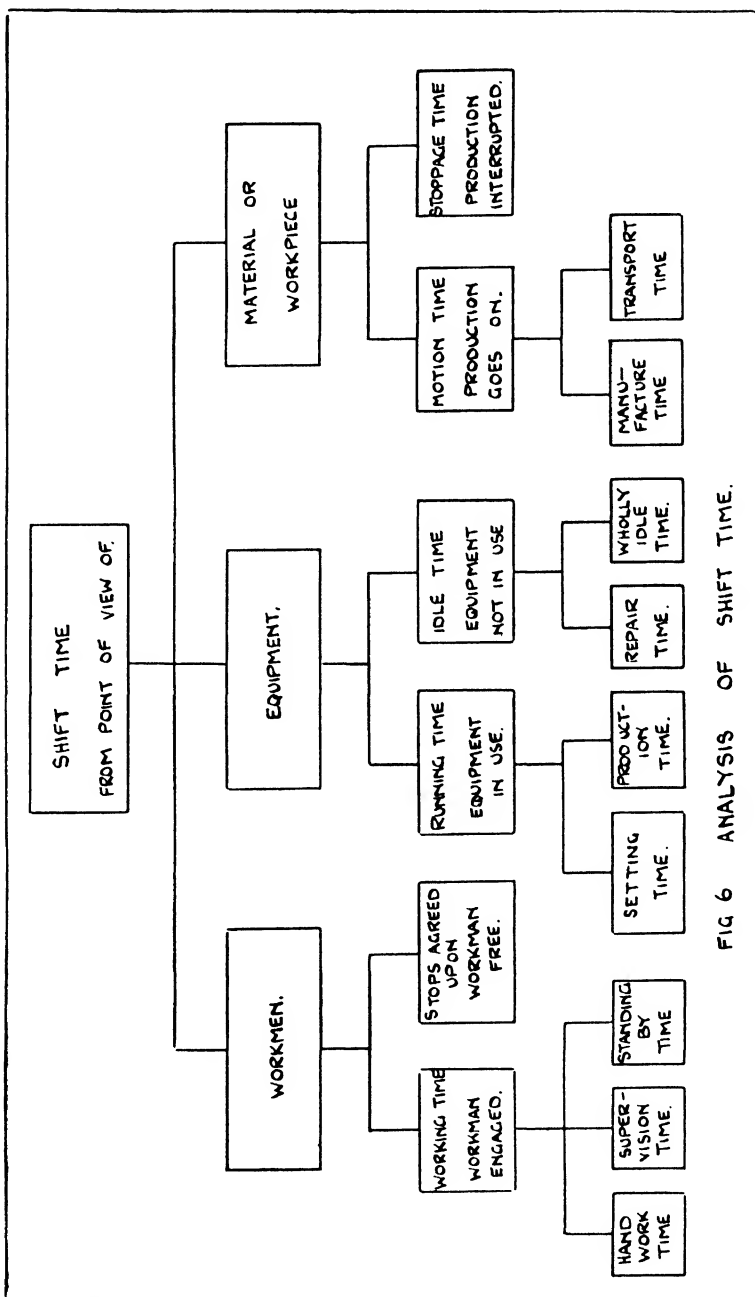 SHIFT TIME
FROM POINT OF VIEW OF.
WORKMEN.
EQUIPMENT.
MATERIAL OR
WORKPIECE
WORKING TIME
WORKMAN
ENGAGED.
STOPS AGREED
UPON
WORKMAN
FREE.
RUNNING TIME
EQUIPMENT
IN USE.
IDLE TIME
EQUIPMENT
NOT IN USE
MOTION TIME
PRODUCTION
GOES ON.
STOPPAGE TIME
PRODUCTION
INTERRUPTED.
HAND
WORK
TIME
SUPER-
VISION
TIME.
STANDING
BY
TIME
SETTING
TIME.
PRODUCT-
ION
TIME.
REPAIR
TIME.
WHOLLY
IDLE
TIME.
MANU-
FACTURE
TIME
TRANSPORT
TIME
FIG 6 ANALYSIS OF SHIFT TIME.